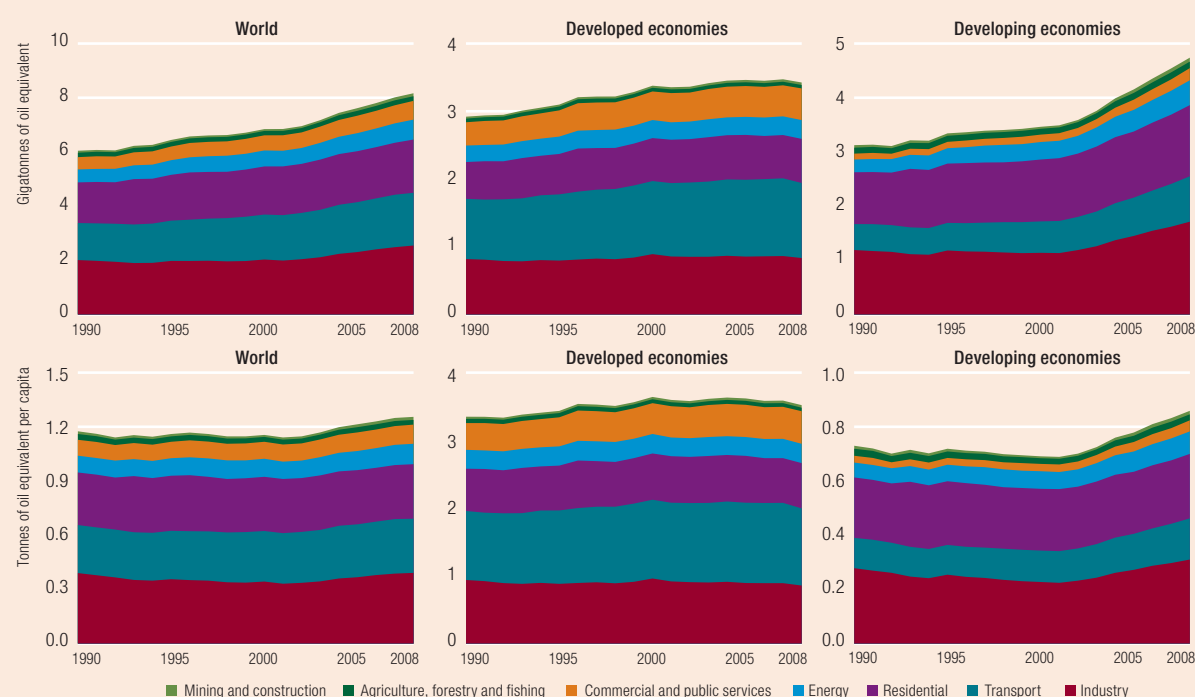 World
Developed economies
Developing economies
Gigatonnes of oil equivalent
10
8
6
4
2
0
1990 1995 2000 2005 2008
4
3
2
1
0
1990 1995 2000 2005 2008
5
4
3
2
1
0
1990 1995 2000 2005 2008
World
Developed economies
Developing economies
Tonnes of oil equivalent per capita
1.5
1.2
0.9
0.6
0.3
0.0
1990 1995 2000 2005 2008
4
3
2
1
0
1990 1995 2000 2005 2008
1.0
0.8
0.6
0.4
0.2
0.0
1990 1995 2000 2005 2008
Mining and construction Agriculture, forestry and fishing Commercial and public services Energy Residential Transport Industry